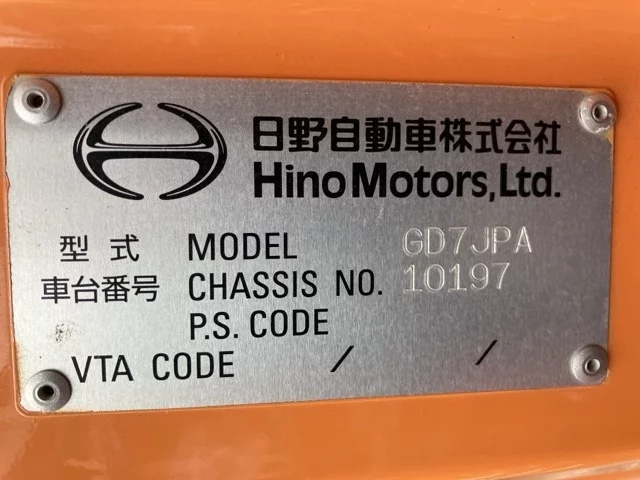 日野自動車株式会社
Hino Motors, Ltd.
型式 MODEL GD7JPA
車台番号 CHASSIS NO. 10197
P.S. CODE
VTA CODE / /